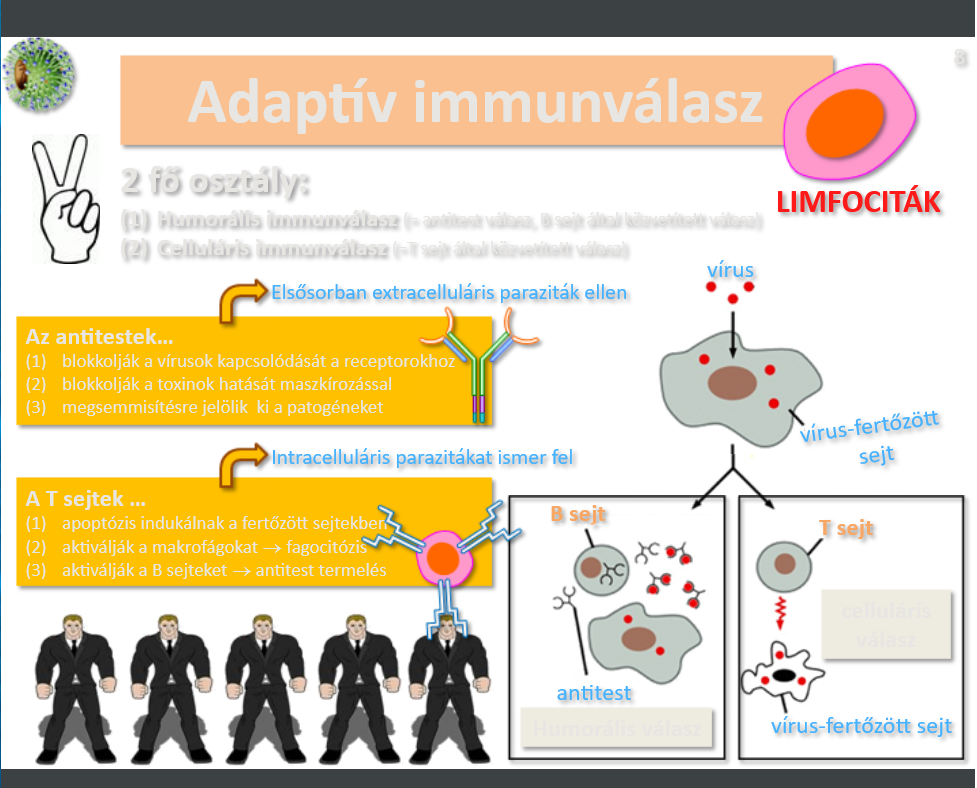 3
Adaptív immunválasz
LIMFOCITÁK
2 fő osztály:
(1) Humorális immunválasz (= antitest válasz, B sejt által közvetített válasz)
(2) Celluláris immunválasz (=T sejt által közvetített válasz)
Elsősorban extracelluláris paraziták ellen
Az antitestek...
(1) blokkolják a vírusok kapcsolódását a receptorokhoz
(2) blokkolják a toxinok hatását maszkírozással
(3) megsemmisítésre jelölik ki a patogéneket
Intracelluláris parazitákat ismer fel
A T sejtek ...
(1) apoptózis indukálnak a fertőzött sejtekben
(2) aktiválják a makrofágokat → fagocitózis
(3) aktiválják a B sejteket → antitest termelés
vírus
vírus-fertőzött
sejt
B sejt
antitest
Humorális válasz
T sejt
celluláris
válasz
vírus-fertőzött sejt